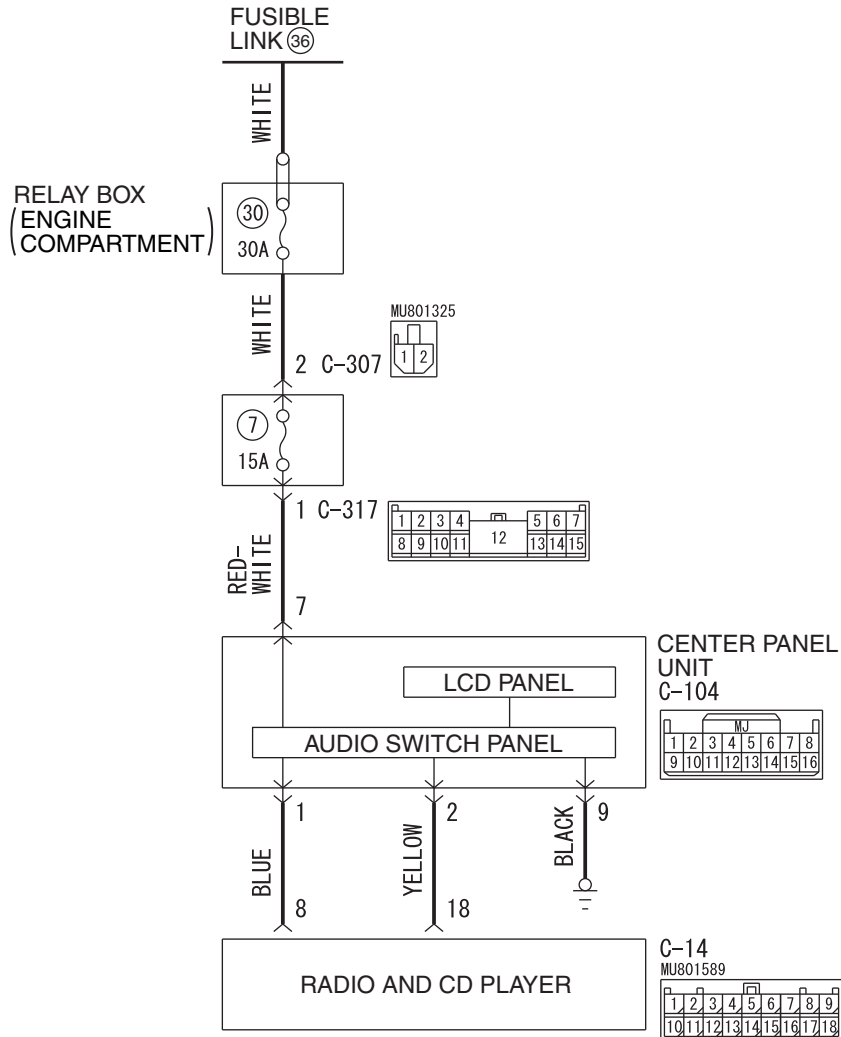 FUSIBLE
LINK 36
WHITE
RELAY BOX
(ENGINE
COMPARTMENT)
30
30A
WHITE
MU801325
1 2
2 C-307
7
15A
1 C-317
1 2 3 4 5 6 7
12
8 9 10 11 13 14 15
RED-
WHITE
7
CENTER PANEL
UNIT
C-104
LCD PANEL
MJ
1 2 3 4 5 6 7 8
9 10 11 12 13 14 15 16
AUDIO SWITCH PANEL
1 2 9
BLUE
YELLOW
BLACK
8 18
RADIO AND CD PLAYER
C-14
MU801589
1 2 3 4 5 6 7 8 9
10 11 12 13 14 15 16 17 18